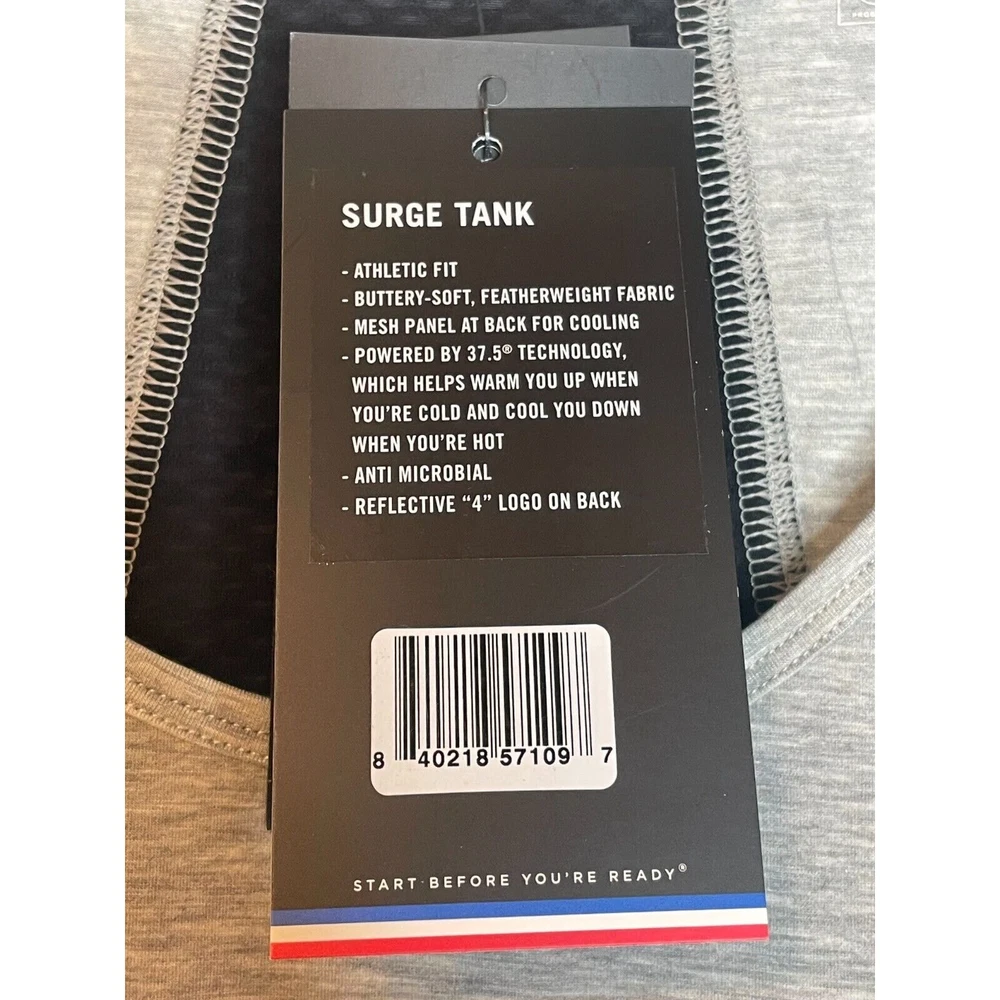 SURGE TANK
- ATHLETIC FIT
- BUTTERY-SOFT, FEATHERWEIGHT FABRIC
- MESH PANEL AT BACK FOR COOLING
- POWERED BY 37.5® TECHNOLOGY,
WHICH HELPS WARM YOU UP WHEN
YOU'RE COLD AND COOL YOU DOWN
WHEN YOU'RE HOT
- ANTI MICROBIAL
- REFLECTIVE “4” LOGO ON BACK
8 40218 57109 7
START BEFORE YOU'RE READY®